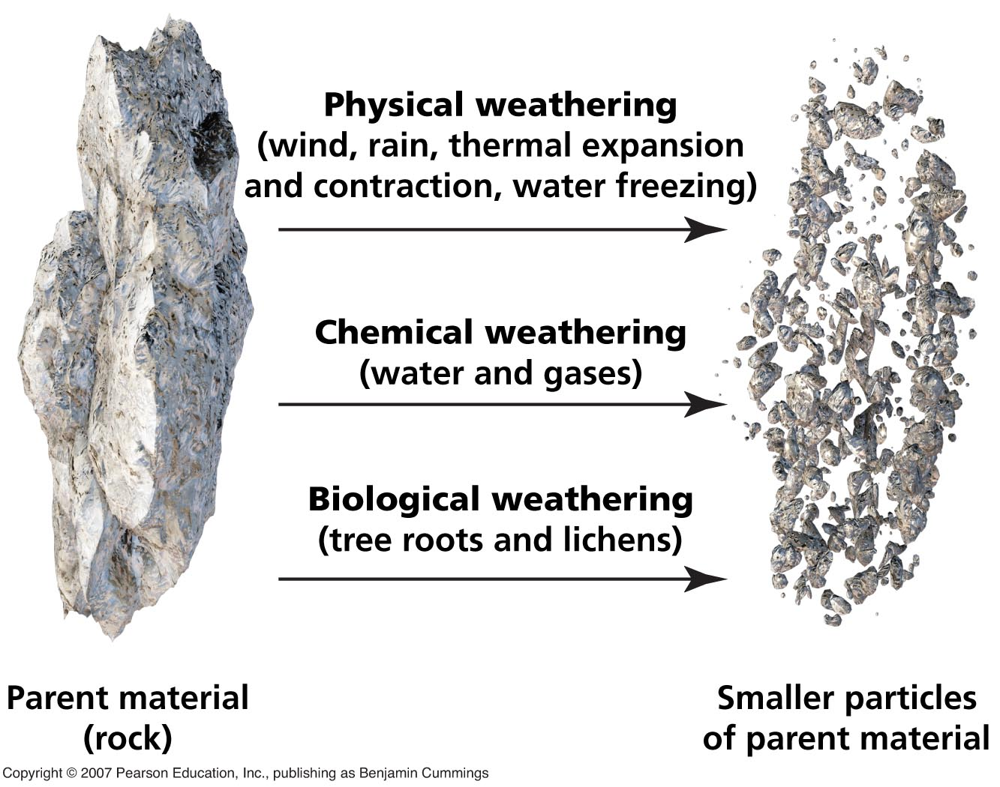 Physical weathering
(wind, rain, thermal expansion
and contraction, water freezing)
Chemical weathering
(water and gases)
Biological weathering
(tree roots and lichens)
Parent material
(rock)
Smaller particles
of parent material
Copyright © 2007 Pearson Education, Inc., publishing as Benjamin Cummings